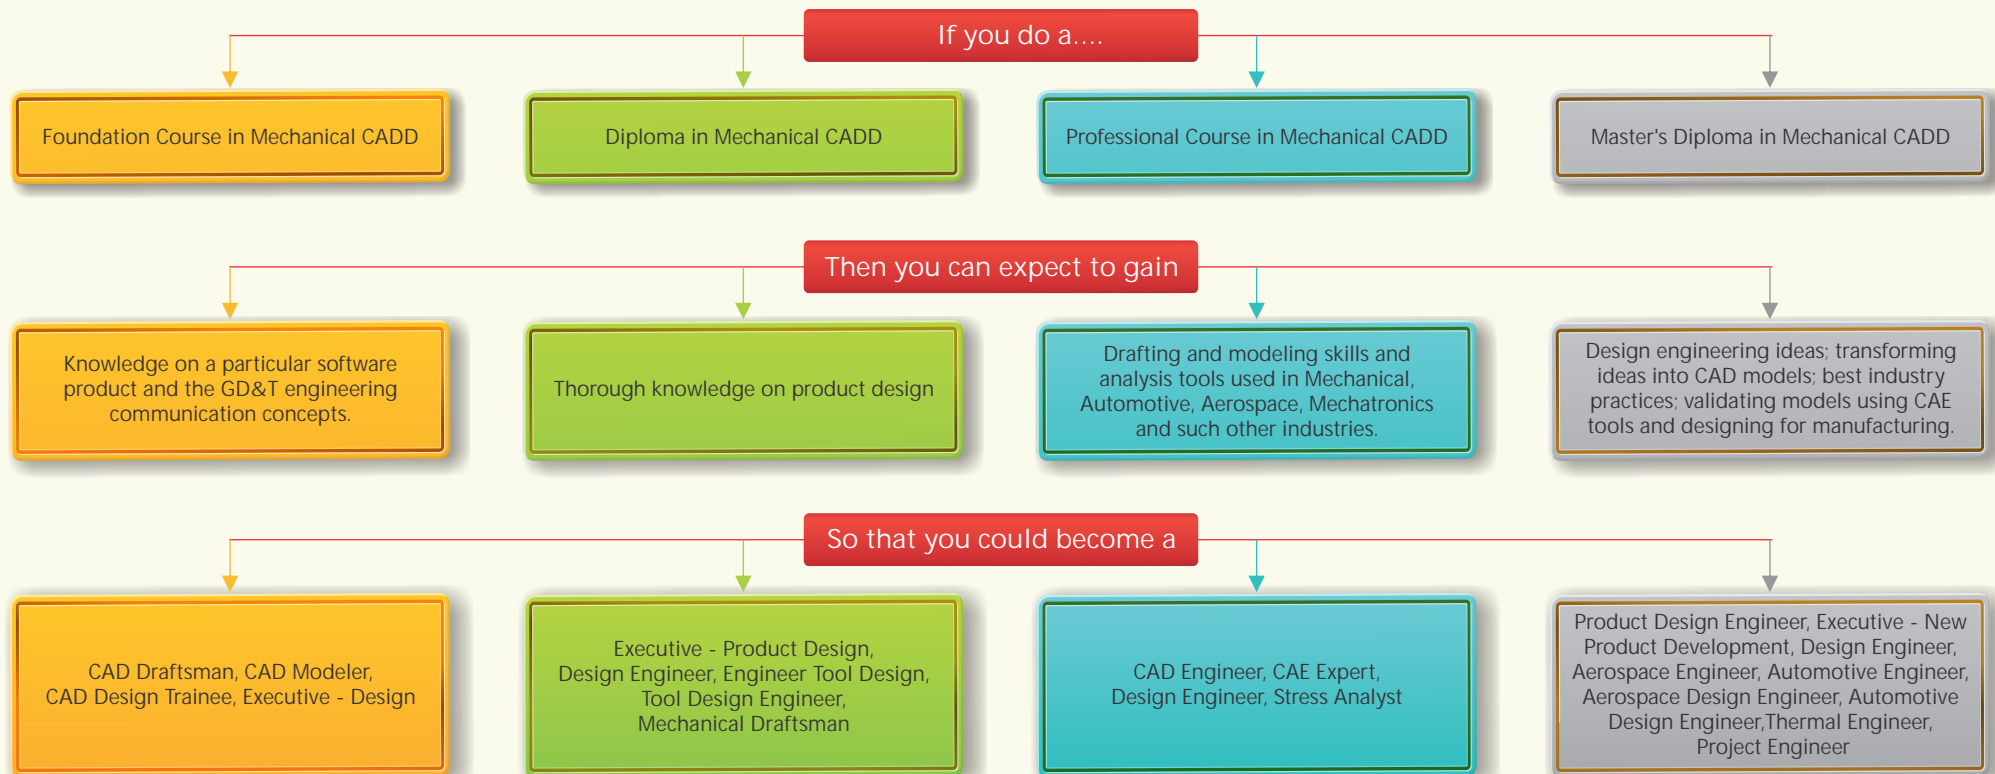 If you do a....
Foundation Course in Mechanical CADD
Diploma in Mechanical CADD
Professional Course in Mechanical CADD
Master's Diploma in Mechanical CADD
Then you can expect to gain
Knowledge on a particular software
product and the GD&T engineering
communication concepts.
Thorough knowledge on product design
Drafting and modeling skills and
analysis tools used in Mechanical,
Automotive, Aerospace, Mechatronics
and such other industries.
Design engineering ideas; transforming
ideas into CAD models; best industry
practices; validating models using CAE
tools and designing for manufacturing.
So that you could become a
CAD Draftsman, CAD Modeler,
CAD Design Trainee, Executive - Design
Executive - Product Design,
Design Engineer, Engineer Tool Design,
Tool Design Engineer,
Mechanical Draftsman
CAD Engineer, CAE Expert,
Design Engineer, Stress Analyst
Product Design Engineer, Executive - New
Product Development, Design Engineer,
Aerospace Engineer, Automotive Engineer,
Aerospace Design Engineer, Automotive
Design Engineer,Thermal Engineer,
Project Engineer